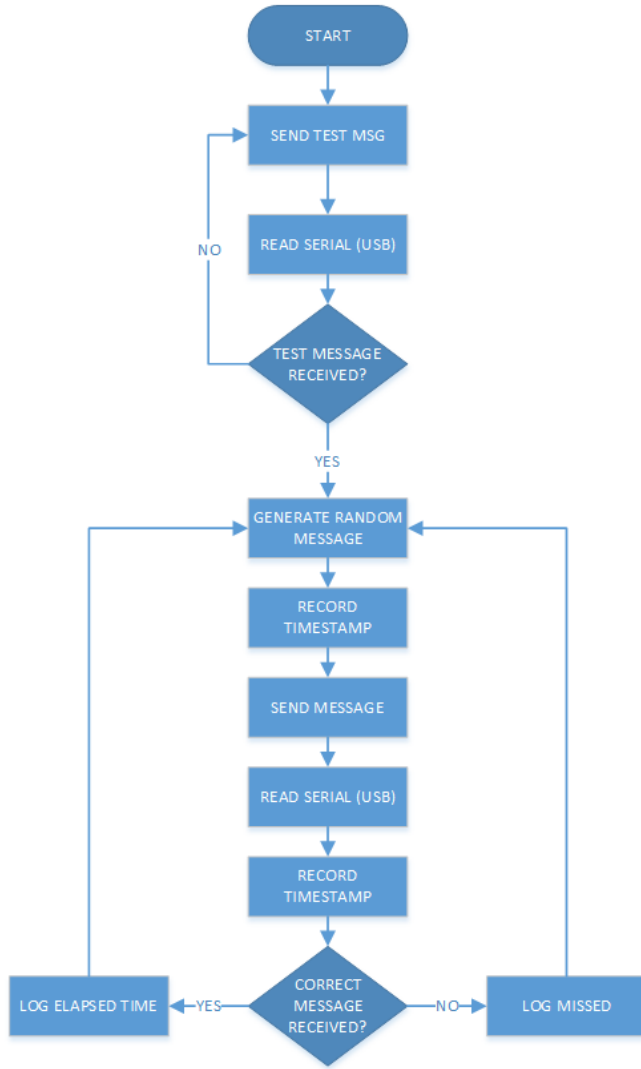 START
SEND TEST MSG
READ SERIAL (USB)
NO
TEST MESSAGE
RECEIVED?
YES
GENERATE RANDOM
MESSAGE
RECORD
TIMESTAMP
SEND MESSAGE
READ SERIAL (USB)
RECORD
TIMESTAMP
CORRECT
MESSAGE
RECEIVED?
LOG ELAPSED TIME
YES
NO
LOG MISSED